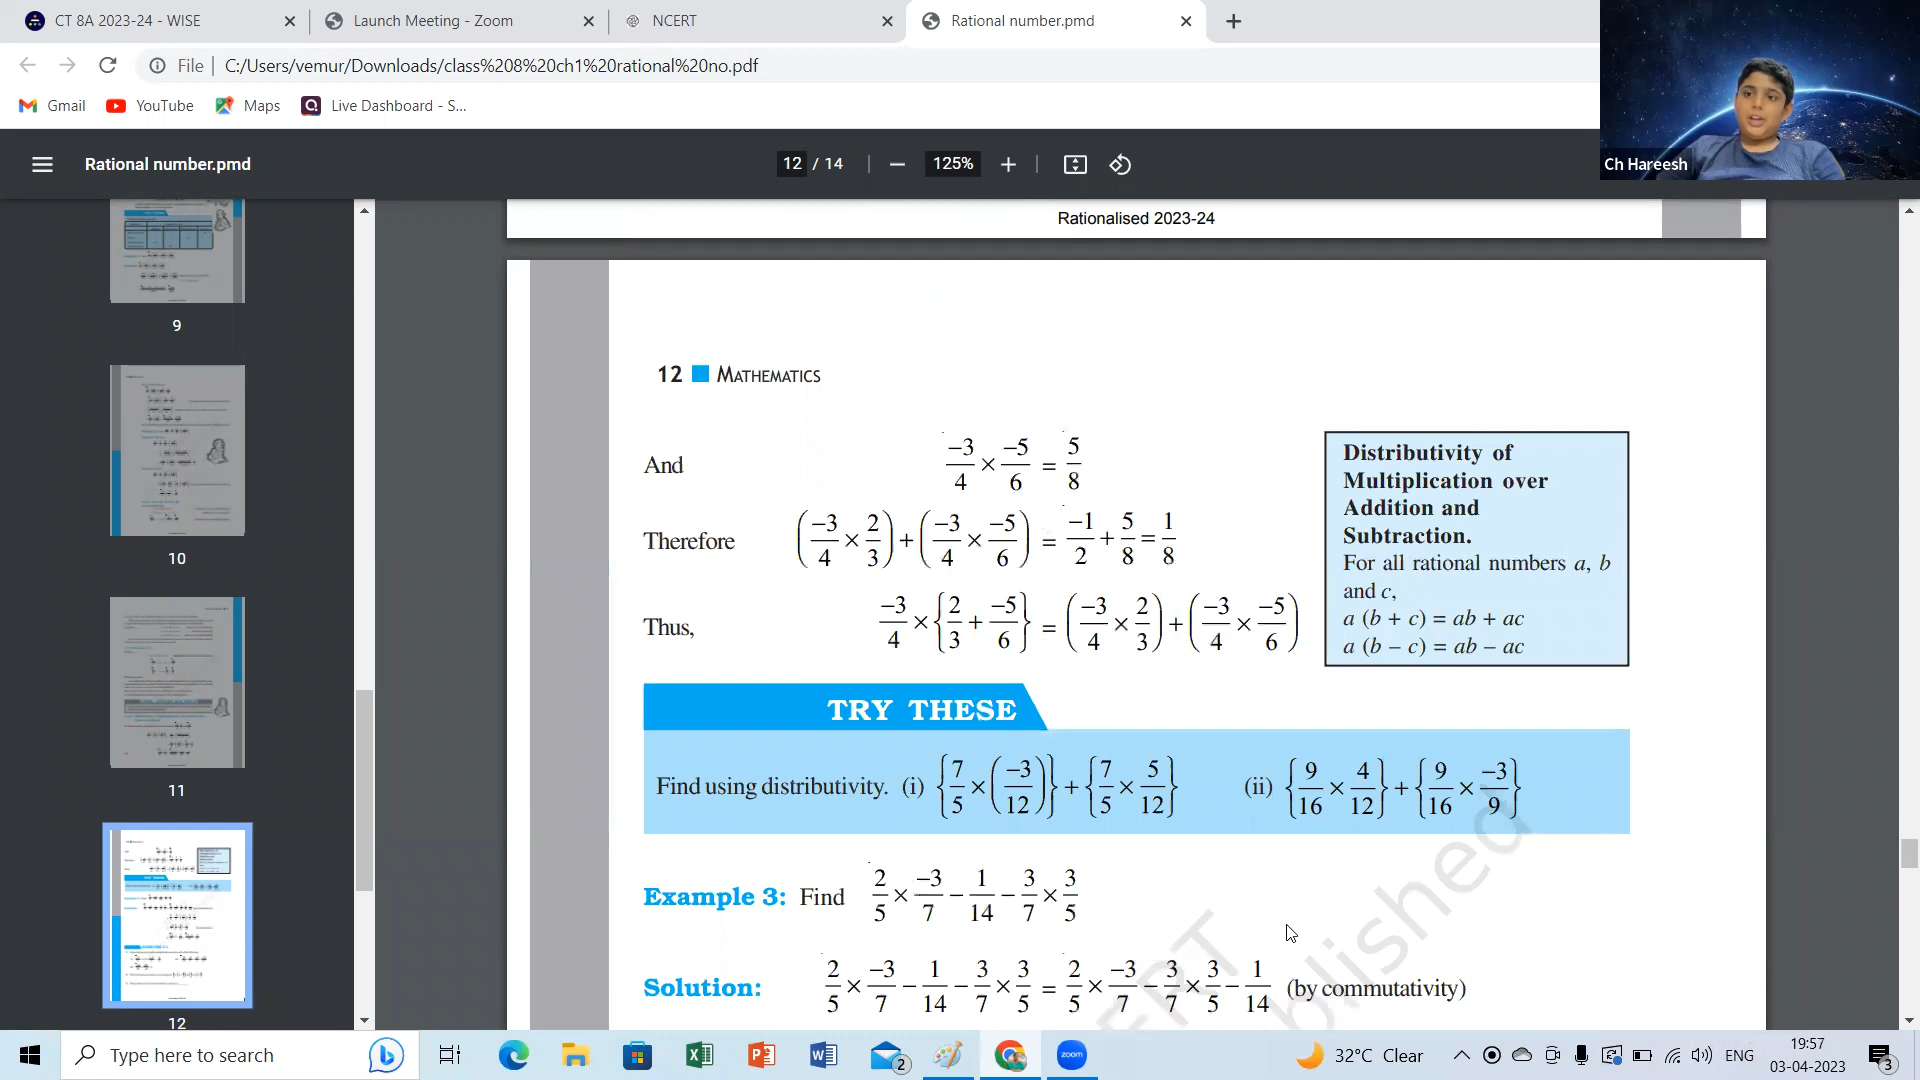 CT 8A 2023-24 - WISE
Launch Meeting - Zoom
NCERT
Rational number.pmd
File
C:/Users/vemur/Downloads/class%208%20ch1%20rational%20no.pdf
Gmail
YouTube
Maps
Live Dashboard - S...
Rational number.pmd
12 / 14
125%
Ch Hareesh
9
10
11
12
Rationalised 2023-24
12 MATHEMATICS
And −3/4 × −5/6 = 5/8
Therefore (−3/4 × 2/3) + (−3/4 × −5/6) = −1/2 + 5/8 = 1/8
Thus, −3/4 × {2/3 + −5/6} = (−3/4 × 2/3) + (−3/4 × −5/6)
Distributivity of
Multiplication over
Addition and
Subtraction.
For all rational numbers a, b
and c,
a (b + c) = ab + ac
a (b – c) = ab – ac
TRY THESE
Find using distributivity. (i) {7/5 × (−3/12)} + {7/5 × 5/12} (ii) {9/16 × 4/12} + {9/16 × −3/9}
Example 3: Find 2/5 × −3/7 − 1/14 − 3/7 × 3/5
Solution: 2/5 × −3/7 − 1/14 − 3/7 × 3/5 = 2/5 × −3/7 − 3/7 × 3/5 − 1/14 (by commutativity)
Type here to search
2
zoom
32°C Clear
ENG
19:57
03-04-2023
3